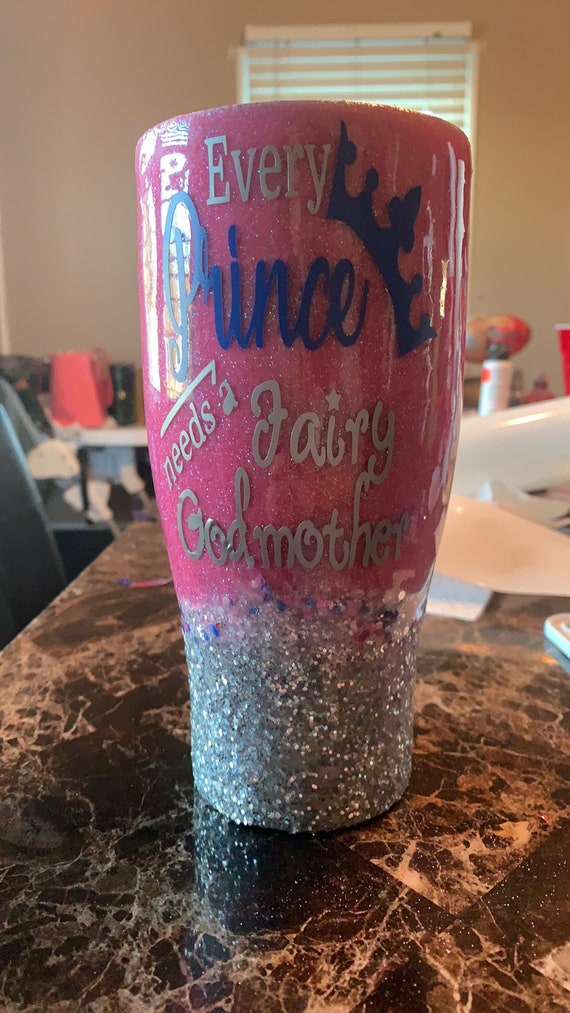 Every
Prince
needs a Fairy
Godmother